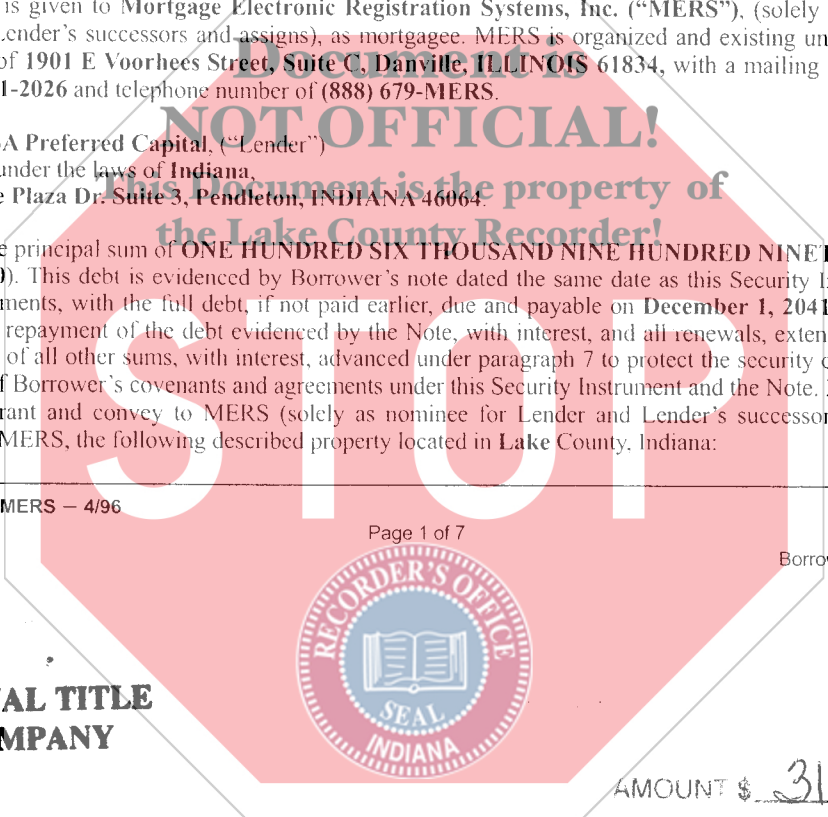 is given to Mortgage Electronic Registration Systems, Inc. (“MERS”), (solely
ender’s successors and assigns), as mortgagee. MERS is organized and existing un
of 1901 E Voorhees Street, Suite C, Danville, ILLINOIS 61834, with a mailing
Document is
1-2026 and telephone number of (888) 679-MERS.
NOT OFFICIAL!
A Preferred Capital, (“Lender”)
under the laws of Indiana,
This Document is the property of
e Plaza Dr. Suite 3, Pendleton, INDIANA 46064.
the Lake County Recorder!
e principal sum of ONE HUNDRED SIX THOUSAND NINE HUNDRED NINET
). This debt is evidenced by Borrower’s note dated the same date as this Security I
ments, with the full debt, if not paid earlier, due and payable on December 1, 2041
repayment of the debt evidenced by the Note, with interest, and all renewals, exten
of all other sums, with interest, advanced under paragraph 7 to protect the security o
f Borrower’s covenants and agreements under this Security Instrument and the Note.
rant and convey to MERS (solely as nominee for Lender and Lender’s successor
MERS, the following described property located in Lake County, Indiana:
STOP
MERS – 4/96
Page 1 of 7
Borro
RECORDER’S OFFICE
SEAL
INDIANA
AL TITLE
MPANY
AMOUNT $ 31